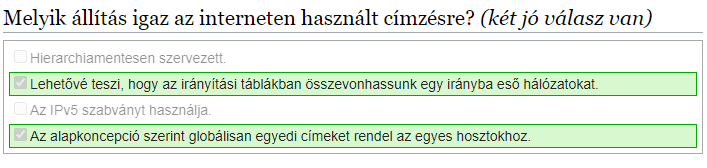 Melyik állítás igaz az interneten használt címzésre? (két jó válasz van)
Hierarchiamentesen szervezett.
Lehetővé teszi, hogy az irányítási táblákban összevonhassunk egy irányba eső hálózatokat.
Az IPv5 szabványt használja.
Az alapkoncepció szerint globálisan egyedi címeket rendel az egyes hosztokhoz.